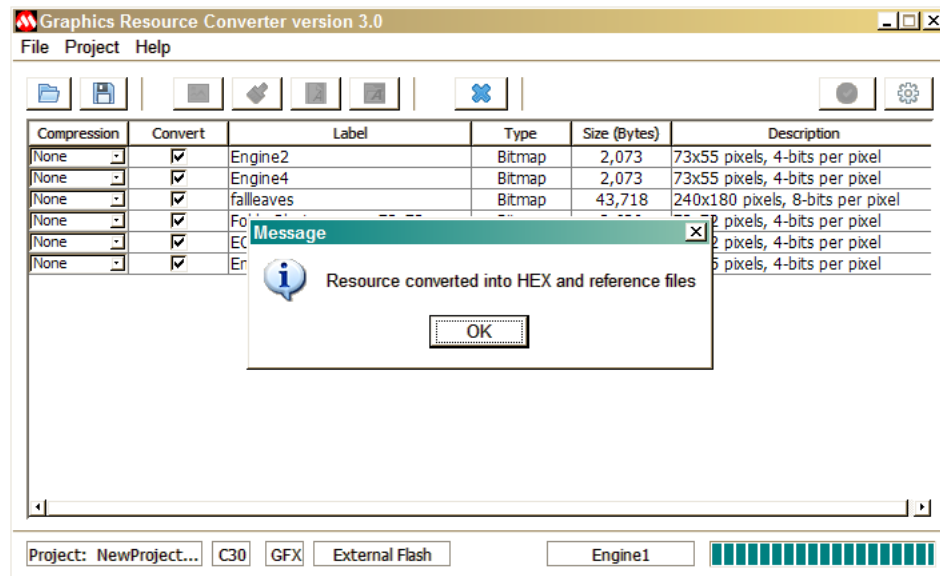 Graphics Resource Converter version 3.0
File Project Help
Compression Convert Label Type Size (Bytes) Description
None Engine2 Bitmap 2,073 73x55 pixels, 4-bits per pixel
None Engine4 Bitmap 2,073 73x55 pixels, 4-bits per pixel
None fallleaves Bitmap 43,718 240x180 pixels, 8-bits per pixel
None pixels, 4-bits per pixel
None pixels, 4-bits per pixel
None pixels, 4-bits per pixel
Message
Resource converted into HEX and reference files
OK
Project: NewProject... C30 GFX External Flash Engine1